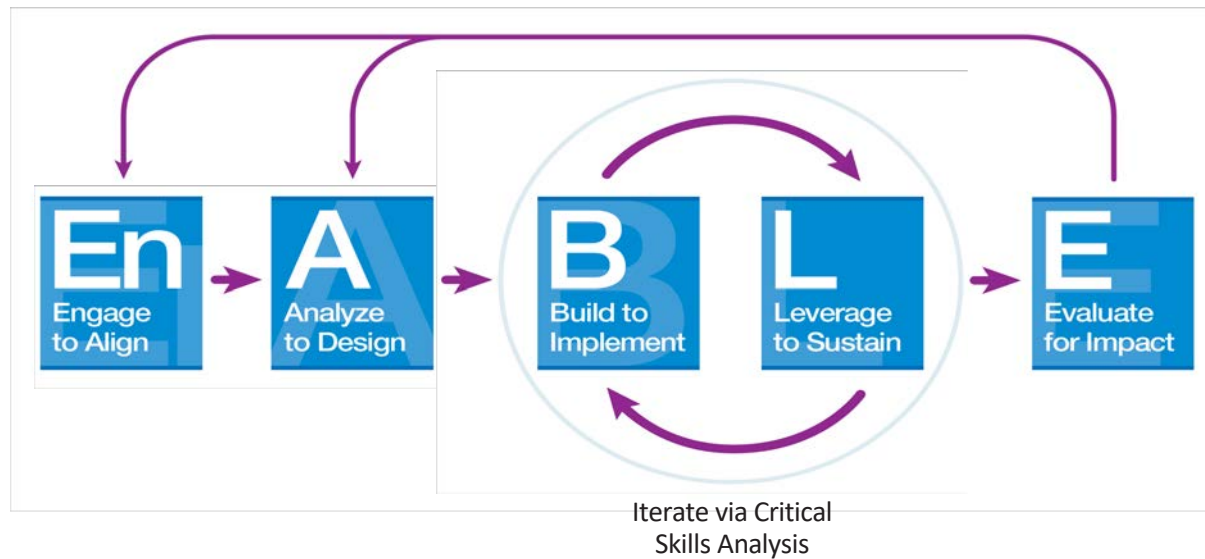 En
Engage
to Align
A
Analyze
to Design
B
Build to
Implement
L
Leverage
to Sustain
E
Evaluate
for Impact
Iterate via Critical
Skills Analysis